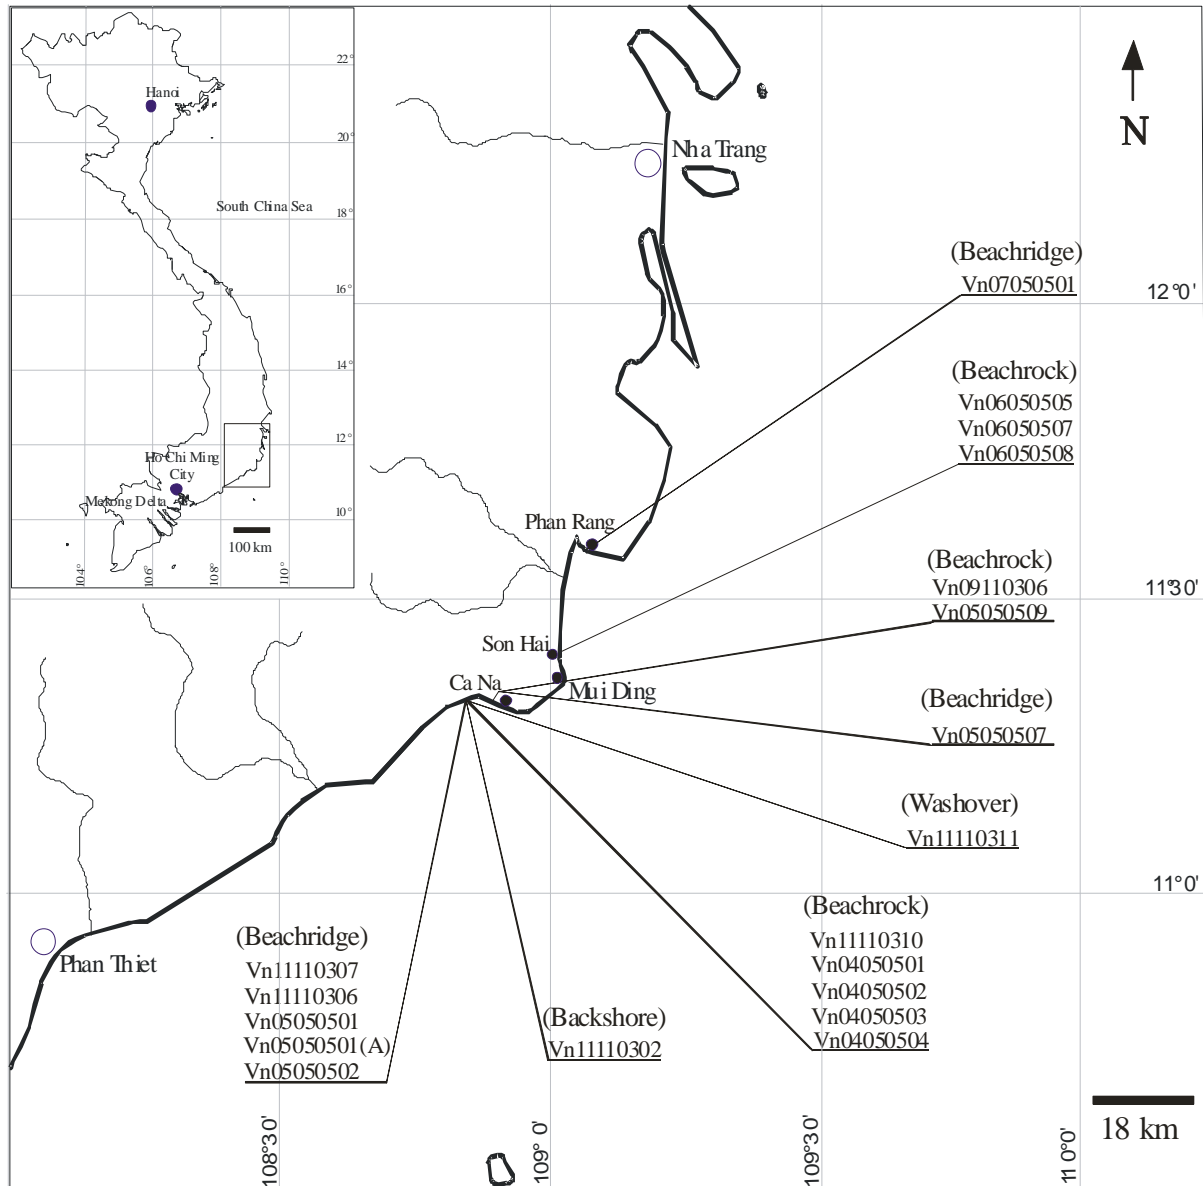 22°
Hanoi
20°
South China Sea
18°
16°
14°
12°
Ho Chi Ming
City
Mekong Delta
10°
100 km
104°
106°
108°
110°
N
Nha Trang
(Beachridge)
Vn07050501
12°0'
(Beachrock)
Vn06050505
Vn06050507
Vn06050508
Phan Rang
(Beachrock)
Vn09110306
Vn05050509
11°30'
Son Hai
Ca Na
Mui Ding
(Beachridge)
Vn05050507
(Washover)
Vn11110311
11°0'
(Beachrock)
Vn11110310
Vn04050501
Vn04050502
Vn04050503
Vn04050504
Phan Thiet
(Beachridge)
Vn11110307
Vn11110306
Vn05050501
Vn05050501(A)
Vn05050502
(Backshore)
Vn11110302
18 km
108°30'
109° 0'
109°30'
110°0'